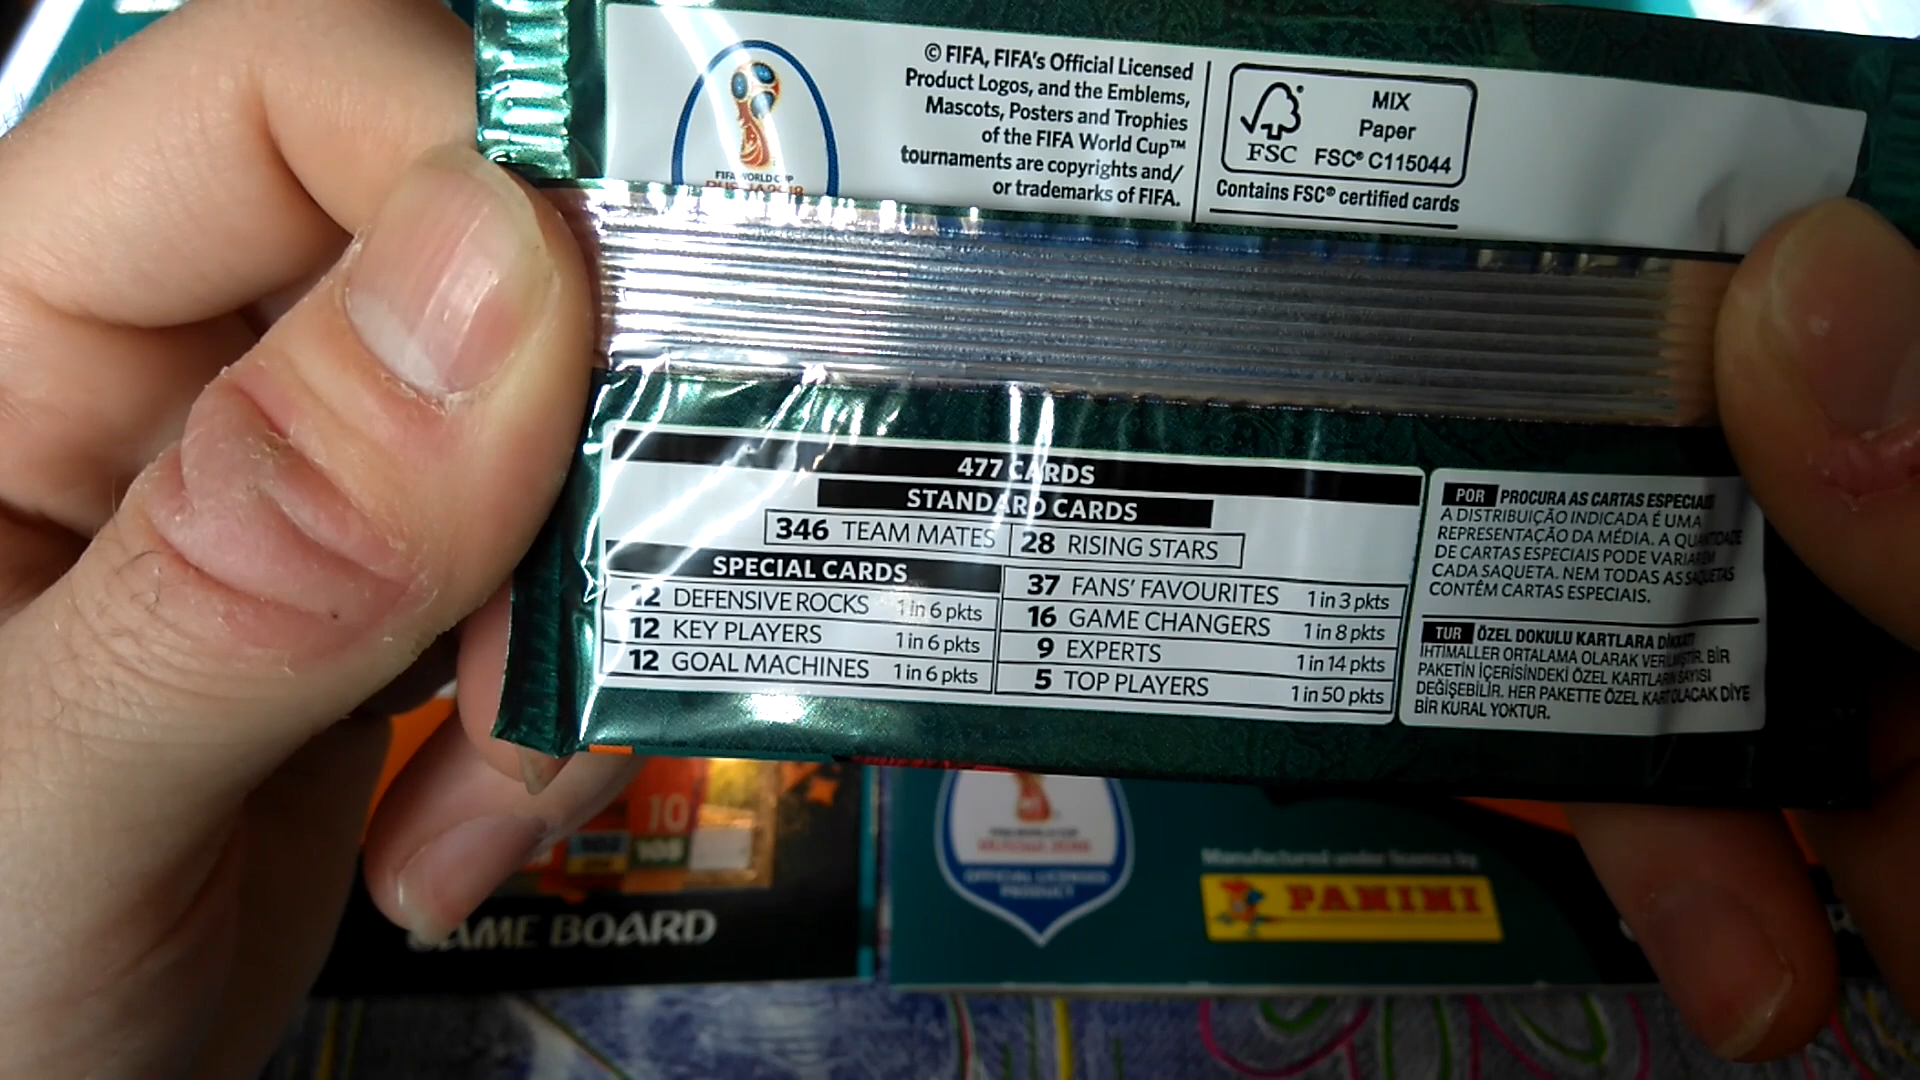 FIFA WORLD CUP
© FIFA, FIFA's Official Licensed
Product Logos, and the Emblems,
Mascots, Posters and Trophies
of the FIFA World Cup™
tournaments are copyrights and/
or trademarks of FIFA.
FSC
MIX
Paper
FSC® C115044
Contains FSC® certified cards
477 CARDS
STANDARD CARDS
346 TEAM MATES
28 RISING STARS
SPECIAL CARDS
12 DEFENSIVE ROCKS 1 in 6 pkts
12 KEY PLAYERS 1 in 6 pkts
12 GOAL MACHINES 1 in 6 pkts
37 FANS' FAVOURITES 1 in 3 pkts
16 GAME CHANGERS 1 in 8 pkts
9 EXPERTS 1 in 14 pkts
5 TOP PLAYERS 1 in 50 pkts
POR PROCURA AS CARTAS ESPECIAIS
A DISTRIBUIÇÃO INDICADA É UMA
REPRESENTAÇÃO DA MÉDIA. A QUANTIDADE
DE CARTAS ESPECIAIS PODE VARIAR EM
CADA SAQUETA. NEM TODAS AS SAQUETAS
CONTÊM CARTAS ESPECIAIS.
TUR ÖZEL DOKULU KARTLARA DİKKAT!
İHTİMALLER ORTALAMA OLARAK VERİLMİŞTİR. BİR
PAKETİN İÇERİSİNDEKİ ÖZEL KARTLARIN SAYISI
DEĞİŞEBİLİR. HER PAKETTE ÖZEL KART OLACAK DİYE
BİR KURAL YOKTUR.
10
GAME BOARD
OFFICIAL LICENSED
PRODUCT
Manufactured under licence by
PANINI